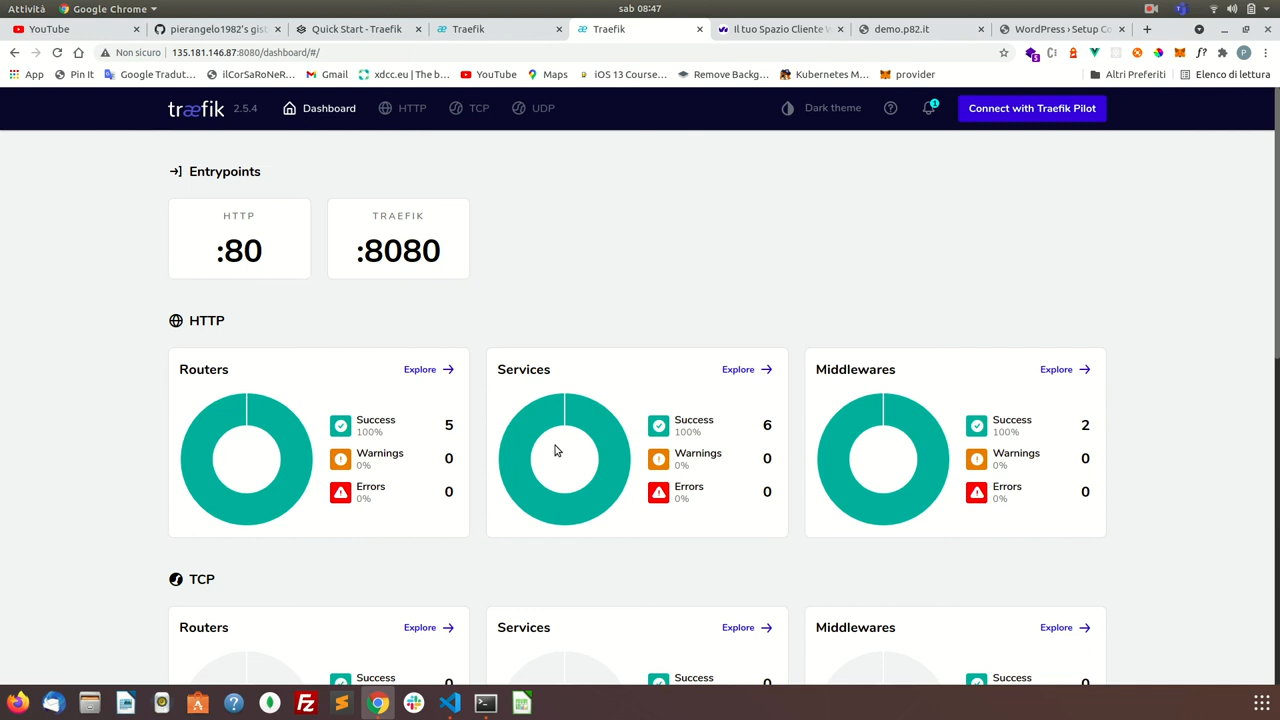 Attività
Google Chrome
sab 08:47
YouTube
pierangelo1982's gis
Quick Start - Traefik
Traefik
Traefik
Il tuo Spazio Cliente W
demo.p82.it
WordPress › Setup Co
Non sicuro
135.181.146.87:8080/dashboard/#/
App
Pin It
Google Tradut...
ilCorSaRoNeR...
Gmail
xdcc.eu | The b...
YouTube
Maps
iOS 13 Course...
Remove Backg...
Kubernetes M...
provider
Altri Preferiti
Elenco di lettura
træfik
2.5.4
Dashboard
HTTP
TCP
UDP
Dark theme
1
Connect with Traefik Pilot
Entrypoints
HTTP
:80
TRAEFIK
:8080
HTTP
Routers
Explore
Success
100%
5
Warnings
0%
0
Errors
0%
0
Services
Explore
Success
100%
6
Warnings
0%
0
Errors
0%
0
Middlewares
Explore
Success
100%
2
Warnings
0%
0
Errors
0%
0
TCP
Routers
Explore
Success
Services
Explore
Success
Middlewares
Explore
Success